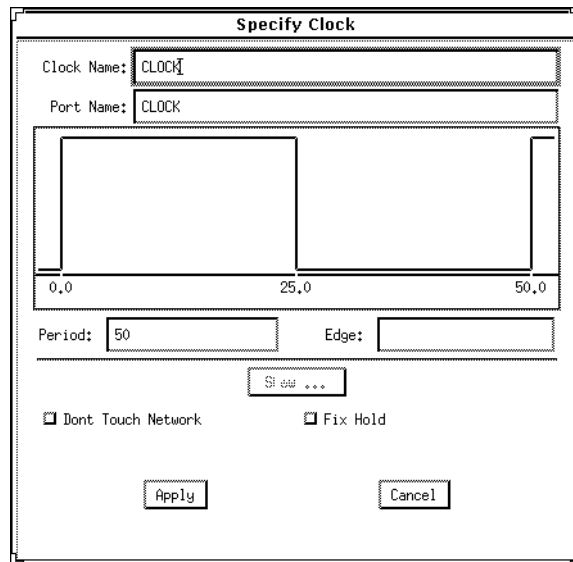 Specify Clock
Clock Name: CLOCK
Port Name: CLOCK
0.0 25.0 50.0
Period: 50 Edge:
Skew ...
Dont Touch Network Fix Hold
Apply Cancel